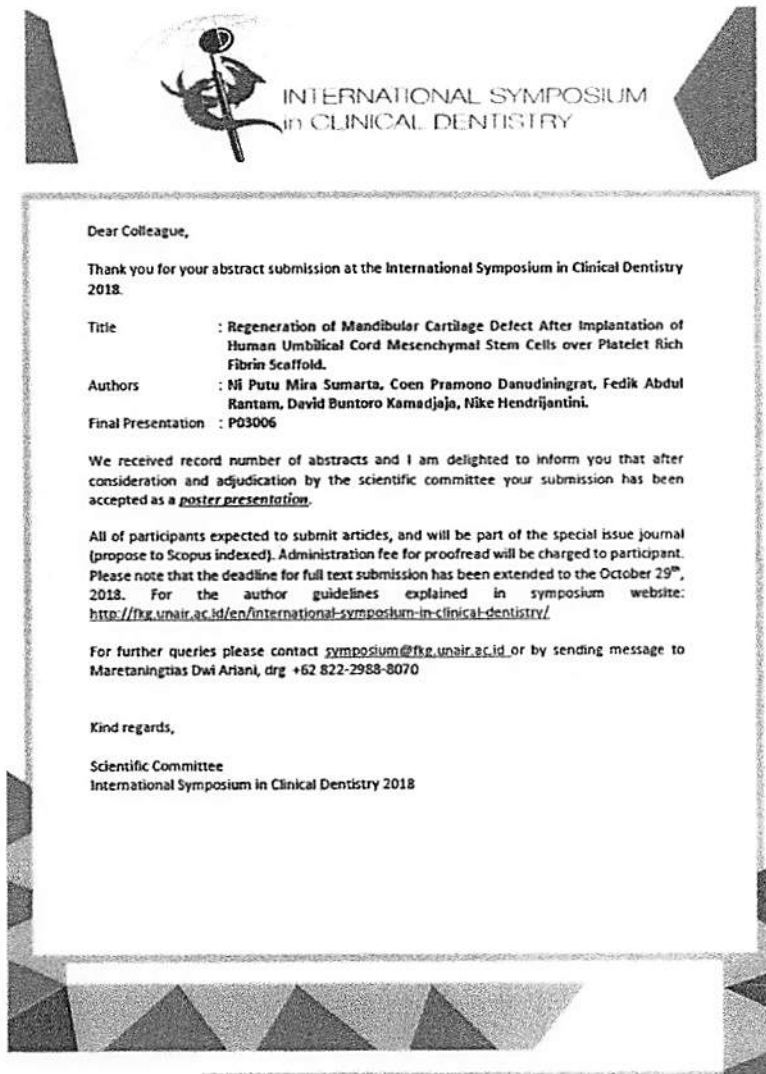 INTERNATIONAL SYMPOSIUM
in CLINICAL DENTISTRY
Dear Colleague,
Thank you for your abstract submission at the International Symposium in Clinical Dentistry
2018.
Title : Regeneration of Mandibular Cartilage Defect After Implantation of
Human Umbilical Cord Mesenchymal Stem Cells over Platelet Rich
Fibrin Scaffold.
Authors : Ni Putu Mira Sumarta, Coen Pramono Danudiningrat, Fedik Abdul
Rantam, David Buntoro Kamadjaja, Nike Hendrijantini.
Final Presentation : P03006
We received record number of abstracts and I am delighted to inform you that after
consideration and adjudication by the scientific committee your submission has been
accepted as a poster presentation.
All of participants expected to submit articles, and will be part of the special issue journal
(propose to Scopus indexed). Administration fee for proofread will be charged to participant.
Please note that the deadline for full text submission has been extended to the October 29th,
2018. For the author guidelines explained in symposium website:
http://fkg.unair.ac.id/en/international-symposium-in-clinical-dentistry/
For further queries please contact symposium@fkg.unair.ac.id or by sending message to
Maretaningtias Dwi Ariani, drg +62 822-2988-8070
Kind regards,
Scientific Committee
International Symposium in Clinical Dentistry 2018